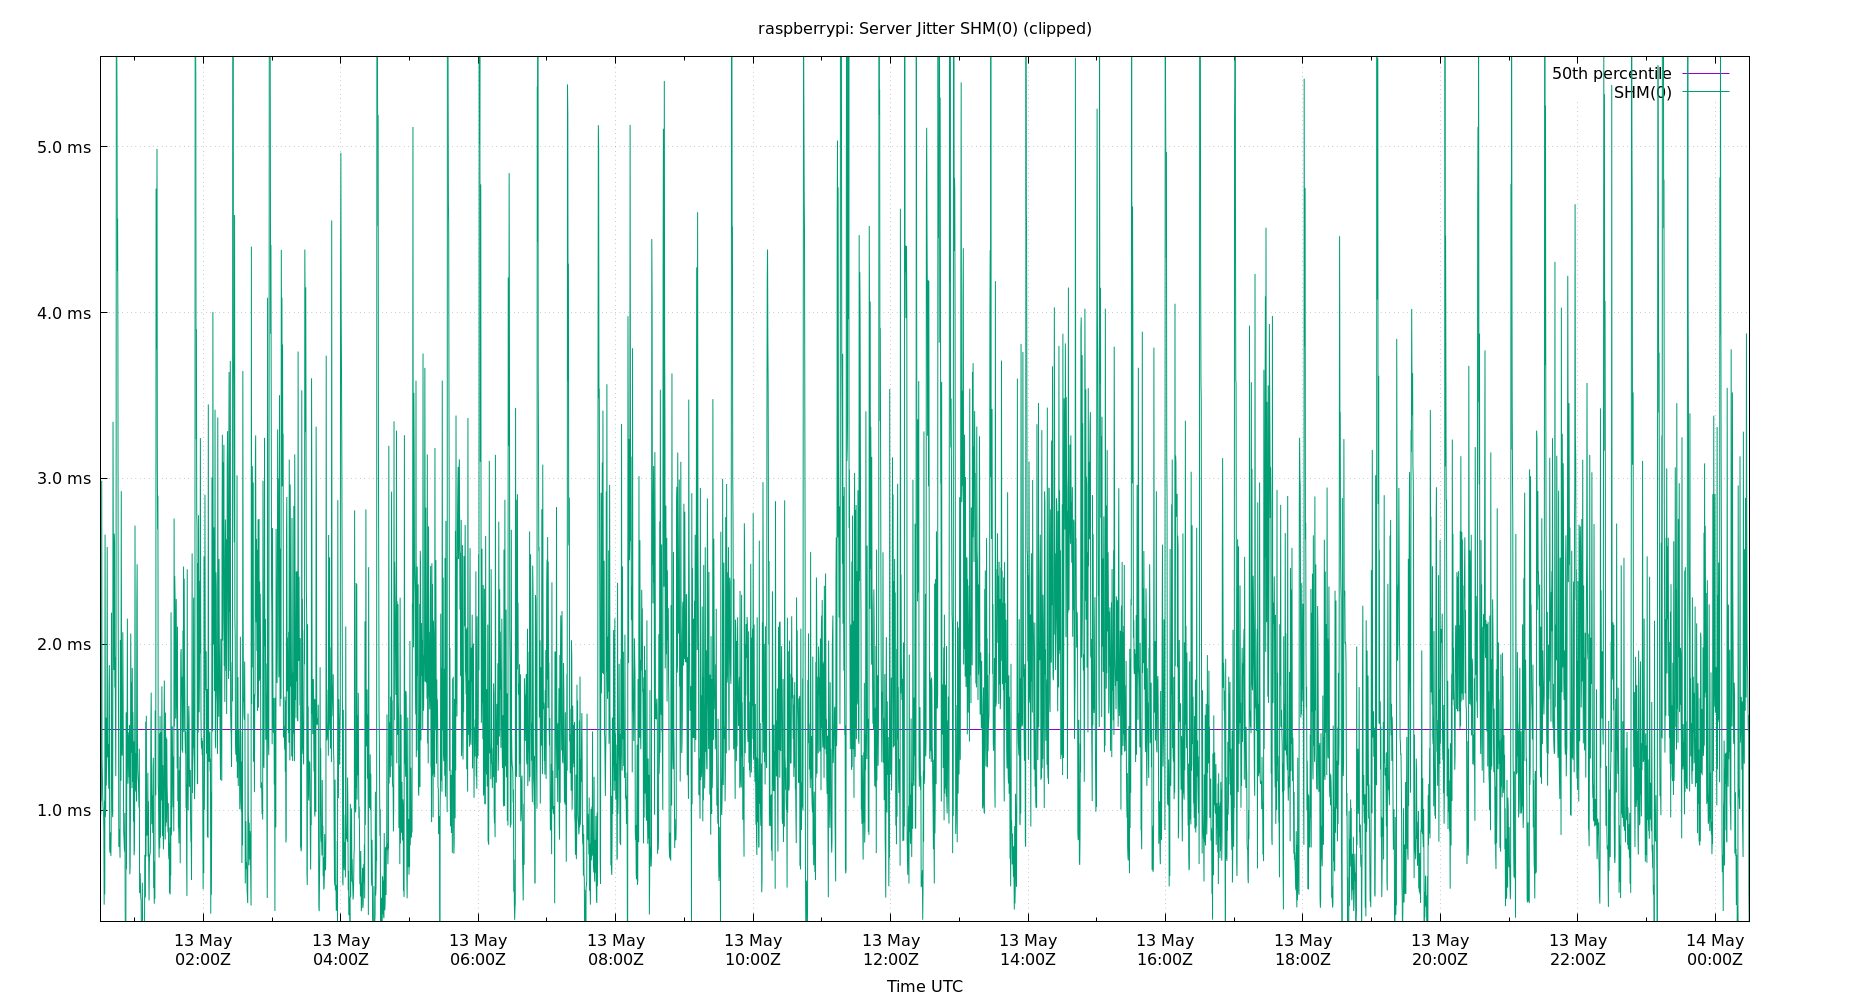 raspberrypi: Server Jitter SHM(0) (clipped)
50th percentile
SHM(0)
5.0 ms
4.0 ms
3.0 ms
2.0 ms
1.0 ms
13 May 13 May 13 May 13 May 13 May 13 May 13 May 13 May 13 May 13 May 13 May 14 May
02:00Z 04:00Z 06:00Z 08:00Z 10:00Z 12:00Z 14:00Z 16:00Z 18:00Z 20:00Z 22:00Z 00:00Z
Time UTC